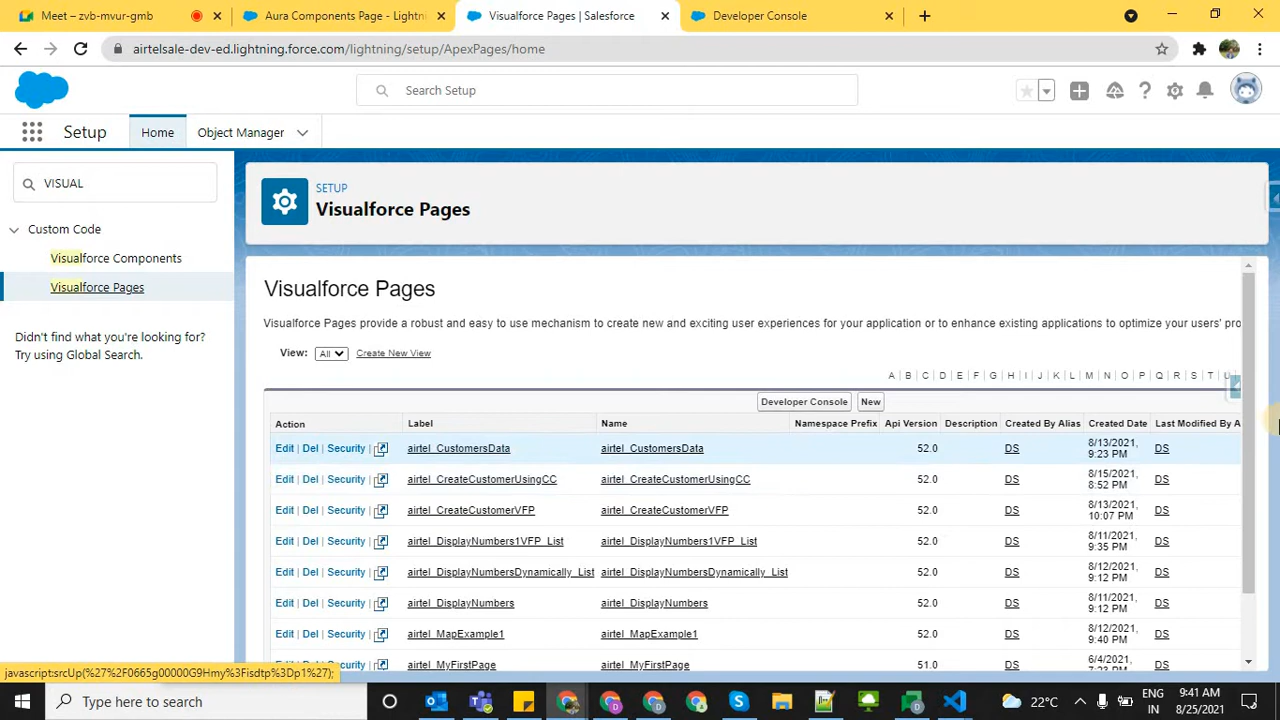 Meet – zvb-mvur-gmb
Aura Components Page - Lightni
Visualforce Pages | Salesforce
Developer Console
airtelsale-dev-ed.lightning.force.com/lightning/setup/ApexPages/home
Search Setup
Setup
Home
Object Manager
VISUAL
Custom Code
Visualforce Components
Visualforce Pages
Didn't find what you're looking for?
Try using Global Search.
SETUP
Visualforce Pages
Visualforce Pages
Visualforce Pages provide a robust and easy to use mechanism to create new and exciting user experiences for your application or to enhance existing applications to optimize your users' pro
View: All Create New View
A | B | C | D | E | F | G | H | I | J | K | L | M | N | O | P | Q | R | S | T | U
Developer Console New
Action Label Name Namespace Prefix Api Version Description Created By Alias Created Date Last Modified By A
Edit | Del | Security airtel_CustomersData airtel_CustomersData 52.0 DS 8/13/2021, 9:23 PM DS
Edit | Del | Security airtel_CreateCustomerUsingCC airtel_CreateCustomerUsingCC 52.0 DS 8/15/2021, 8:52 PM DS
Edit | Del | Security airtel_CreateCustomerVFP airtel_CreateCustomerVFP 52.0 DS 8/13/2021, 10:07 PM DS
Edit | Del | Security airtel_DisplayNumbers1VFP_List airtel_DisplayNumbers1VFP_List 52.0 DS 8/11/2021, 9:35 PM DS
Edit | Del | Security airtel_DisplayNumbersDynamically_List airtel_DisplayNumbersDynamically_List 52.0 DS 8/12/2021, 9:12 PM DS
Edit | Del | Security airtel_DisplayNumbers airtel_DisplayNumbers 52.0 DS 8/11/2021, 9:12 PM DS
Edit | Del | Security airtel_MapExample1 airtel_MapExample1 52.0 DS 8/12/2021, 9:40 PM DS
Edit | Del | Security airtel_MyFirstPage airtel_MyFirstPage 51.0 DS 6/4/2021, 7:23 PM DS
javascript:srcUp(%27%2F0665g00000G9Hmy%3Fisdtp%3Dp1%27);
Type here to search
22°C
ENG
IN
9:41 AM
8/25/2021